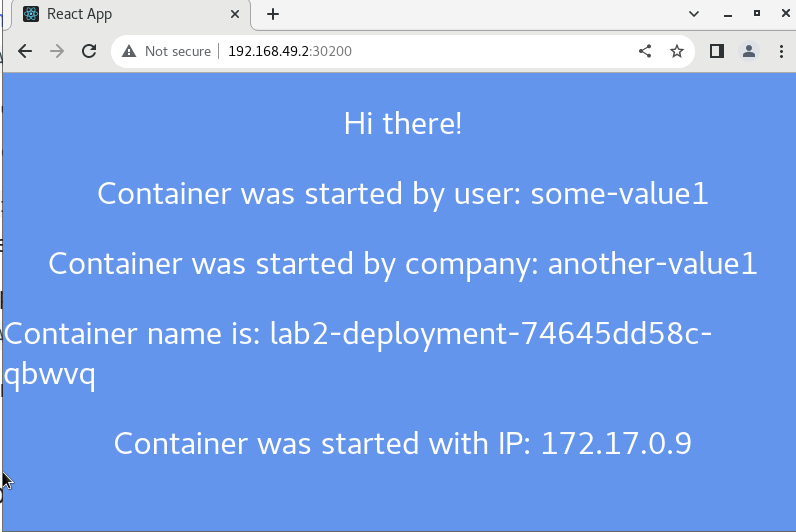 React App
Not secure
192.168.49.2:30200
Hi there!
Container was started by user: some-value1
Container was started by company: another-value1
Container name is: lab2-deployment-74645dd58c-
qbwvq
Container was started with IP: 172.17.0.9